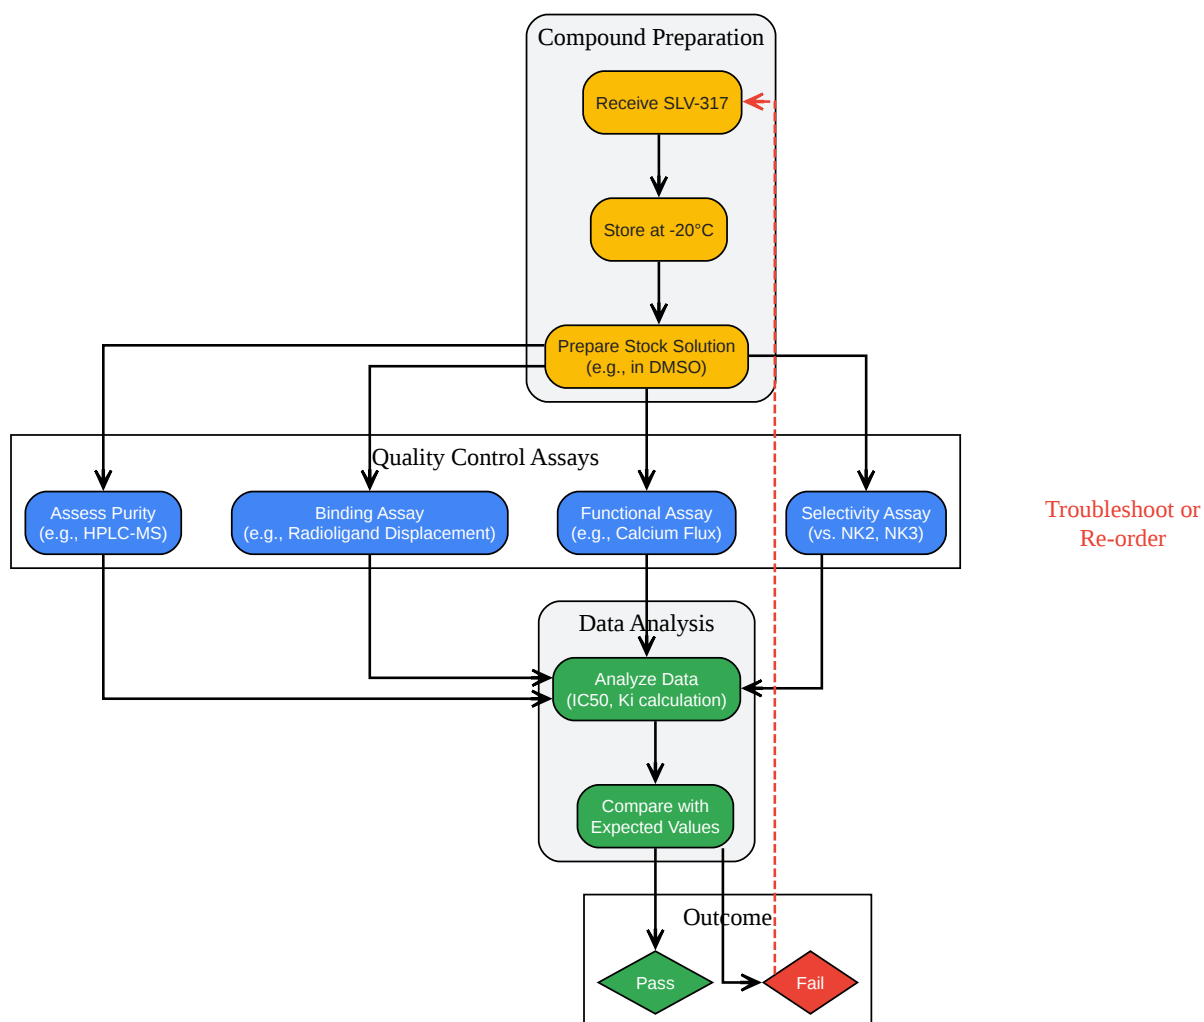 Compound Preparation
Receive SLV-317
Store at -20°C
Prepare Stock Solution
(e.g., in DMSO)
Quality Control Assays
Assess Purity
(e.g., HPLC-MS)
Binding Assay
(e.g., Radioligand Displacement)
Functional Assay
(e.g., Calcium Flux)
Selectivity Assay
(vs. NK2, NK3)
Troubleshoot or
Re-order
Data Analysis
Analyze Data
(IC50, Ki calculation)
Compare with
Expected Values
Outcome
Pass
Fail